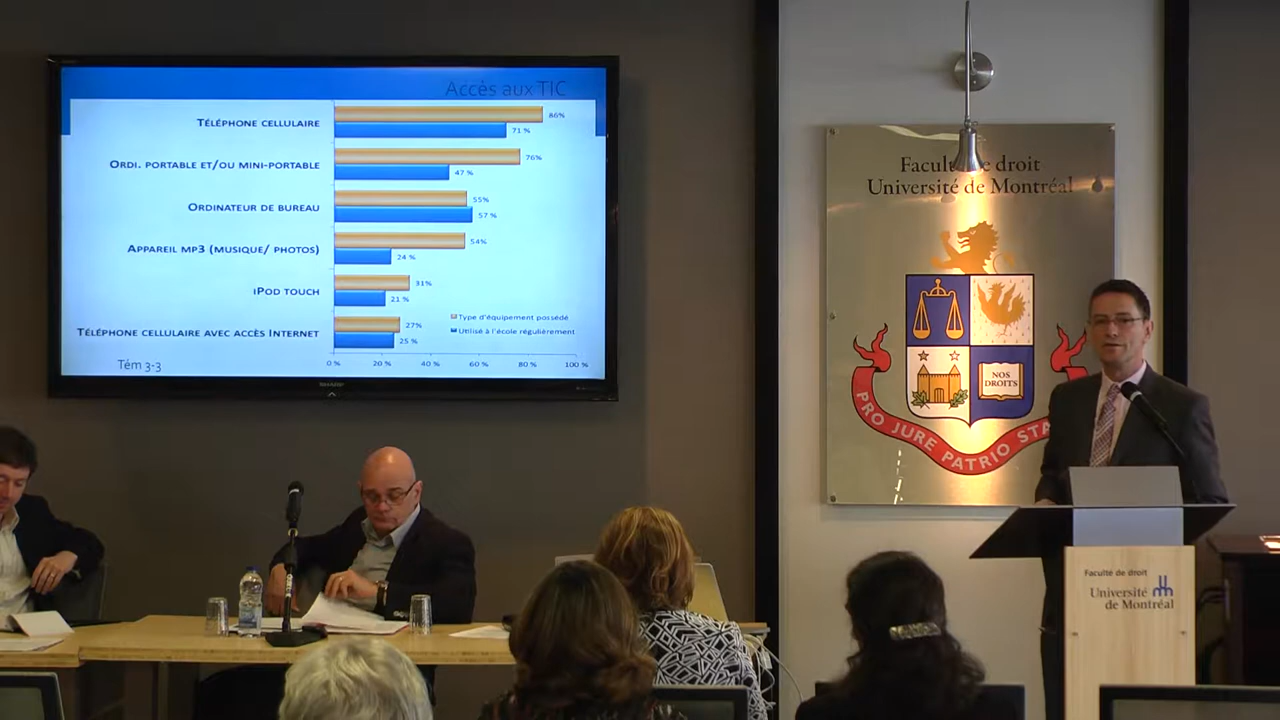 Accès aux TIC
TÉLÉPHONE CELLULAIRE
86%
71 %
ORDI. PORTABLE ET/OU MINI-PORTABLE
76%
47 %
ORDINATEUR DE BUREAU
55%
57 %
APPAREIL MP3 (MUSIQUE/ PHOTOS)
54%
24 %
IPOD TOUCH
31%
21 %
Type d'équipement possédé
Utilisé à l'école régulièrement
TÉLÉPHONE CELLULAIRE AVEC ACCÈS INTERNET
27%
25 %
0 % 20 % 40 % 60 % 80 % 100 %
Tém 3-3
SHARP
Faculté de droit
Université de Montréal
NOS
DROITS
PRO JURE PATRIO STA
Faculté de droit
Université
de Montréal